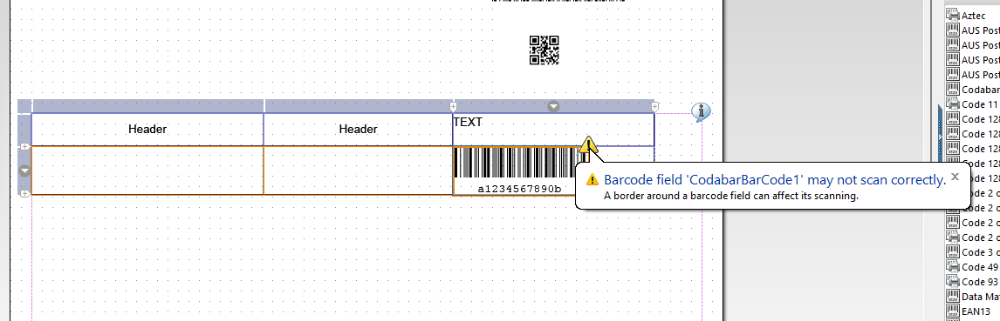 Aztec
AUS Post
AUS Post
AUS Post
AUS Post
Codabar
Code 11
Code 128
Code 128
Code 128
Code 128
Code 128
Code 2 o
Code 2 o
Code 2 o
Code 2 o
Code 3 o
Code 49
Code 93
Data Mat
EAN13
Header
Header
TEXT
a1234567890b
Barcode field 'CodabarBarCode1' may not scan correctly.
A border around a barcode field can affect its scanning.